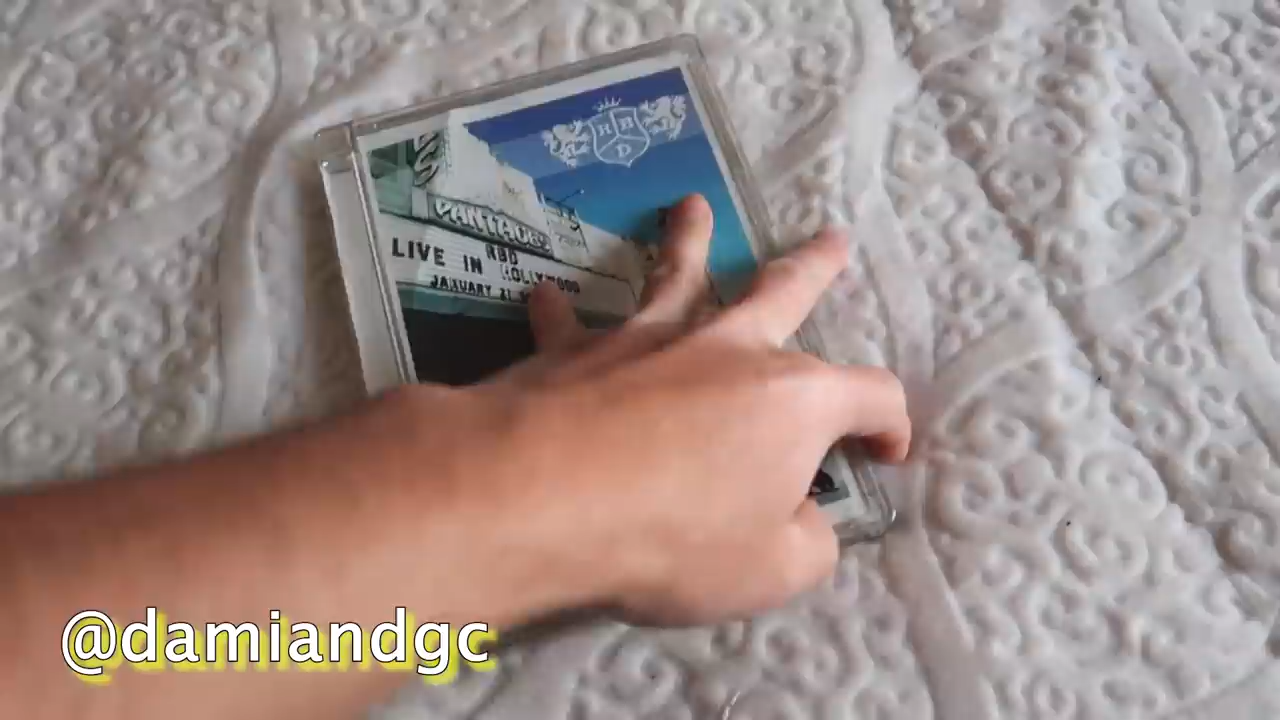 R B
D
PANTAGES
RBD
LIVE IN HOLLYWOOD
JANUARY 21
@damiandgc